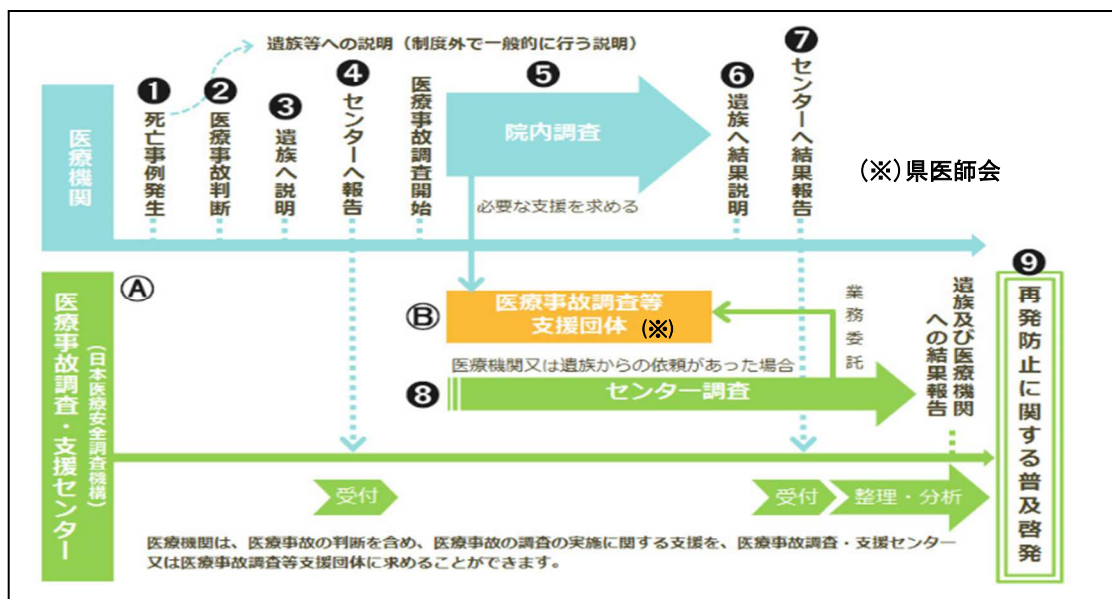 遺族等への説明（制度外で一般的に行う説明）
医療機関
❶
死亡事例発生
❷
医療事故判断
❸
遺族へ説明
❹
センターへ報告
医療事故調査開始
❺
院内調査
必要な支援を求める
❻
遺族へ結果説明
❼
センターへ結果報告
(※)県医師会
Ⓐ
医療事故調査・支援センター
（日本医療安全調査機構）
Ⓑ
医療事故調査等
支援団体 (※)
業務委託
医療機関又は遺族からの依頼があった場合
❽
センター調査
遺族及び医療機関
への結果報告
❾
再発防止に関する普及啓発
受付
受付
整理・分析
医療機関は、医療事故の判断を含め、医療事故の調査の実施に関する支援を、医療事故調査・支援センター
又は医療事故調査等支援団体に求めることができます。